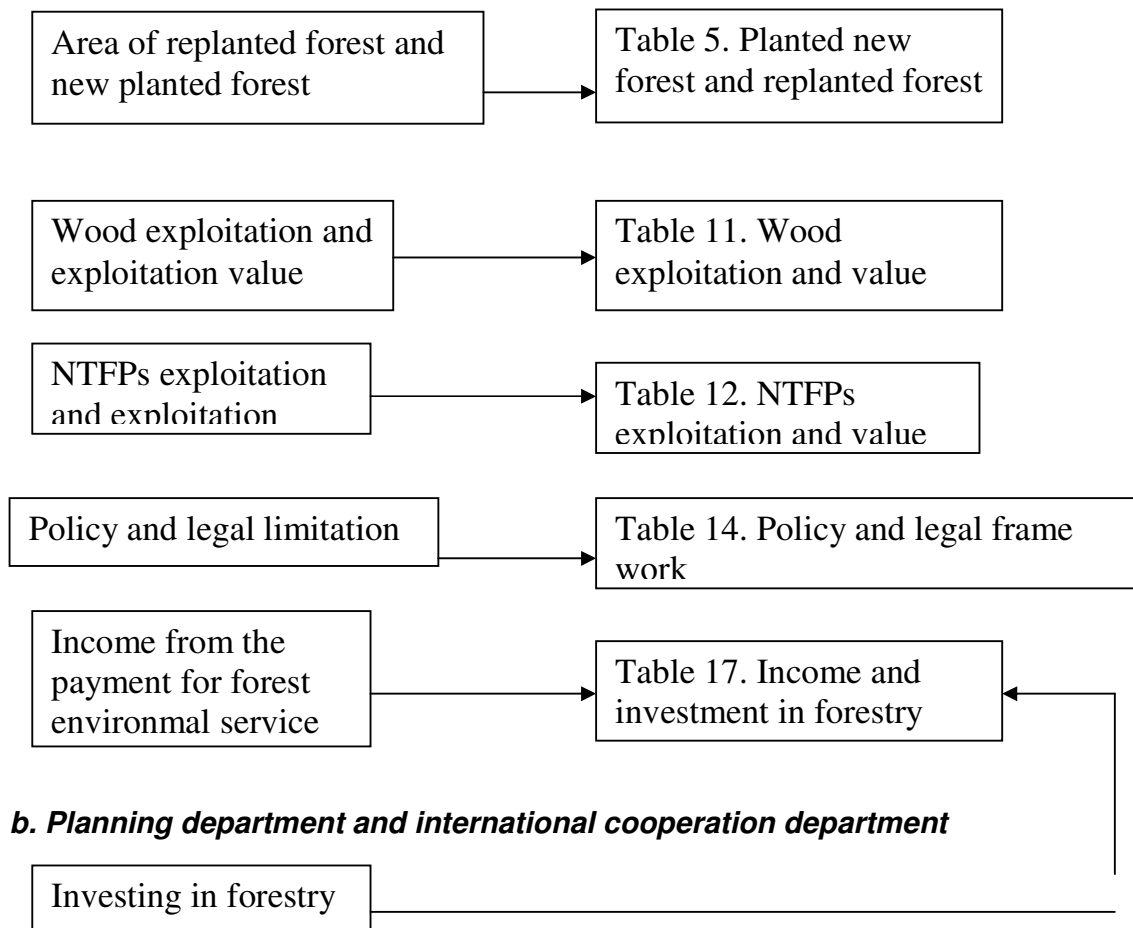 Area of replanted forest and
new planted forest
Table 5. Planted new
forest and replanted forest
Wood exploitation and
exploitation value
Table 11. Wood
exploitation and value
NTFPs exploitation
and exploitation
Table 12. NTFPs
exploitation and value
Policy and legal limitation
Table 14. Policy and legal frame
work
Income from the
payment for forest
environmal service
Table 17. Income and
investment in forestry
b. Planning department and international cooperation department
Investing in forestry